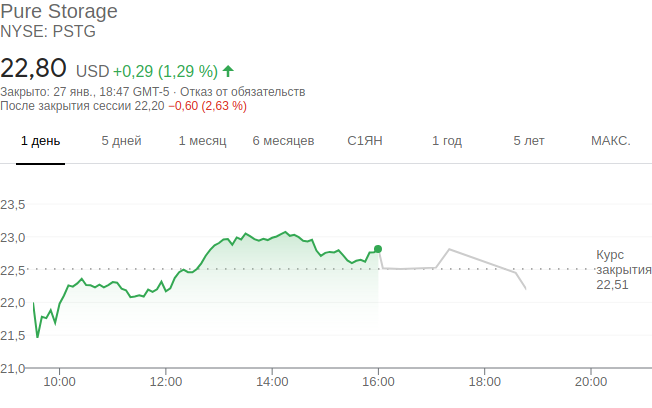 Pure Storage
NYSE: PSTG
22,80 USD +0,29 (1,29 %)
Закрыто: 27 янв., 18:47 GMT-5 · Отказ от обязательств
После закрытия сессии 22,20 −0,60 (2,63 %)
1 день 5 дней 1 месяц 6 месяцев С1ЯН 1 год 5 лет МАКС.
23,5
23,0
22,5
22,0
21,5
21,0
Курс
закрытия
22,51
10:00 12:00 14:00 16:00 18:00 20:00